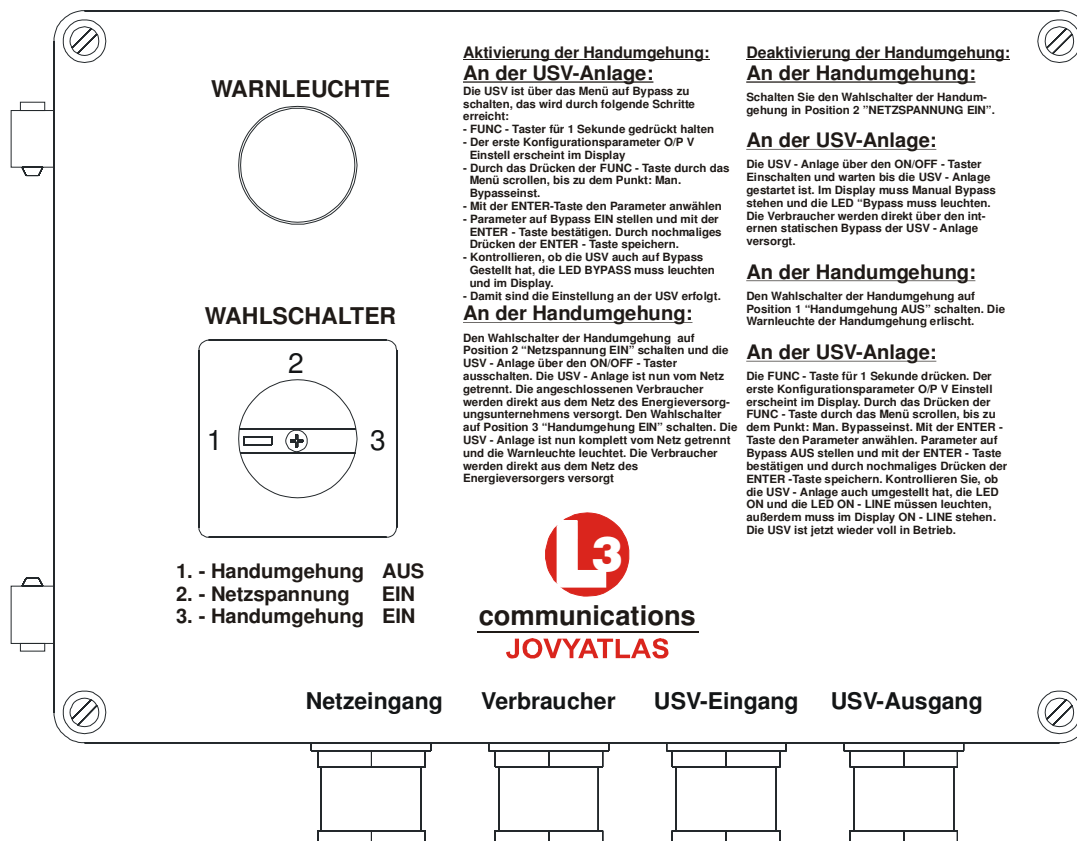 WARNLEUCHTE
WAHLSCHALTER
2
1
3
1. - Handumgehung AUS
2. - Netzspannung EIN
3. - Handumgehung EIN
Aktivierung der Handumgehung:
An der USV-Anlage:
Die USV ist über das Menü auf Bypass zu
schalten, das wird durch folgende Schritte
erreicht:
- FUNC - Taster für 1 Sekunde gedrückt halten
- Der erste Konfigurationsparameter O/P V
Einstell erscheint im Display
- Durch das Drücken der FUNC - Taste durch das
Menü scrollen, bis zu dem Punkt: Man.
Bypasseinst.
- Mit der ENTER-Taste den Parameter anwählen
- Parameter auf Bypass EIN stellen und mit der
ENTER - Taste bestätigen. Durch nochmaliges
Drücken der ENTER - Taste speichern.
- Kontrollieren, ob die USV auch auf Bypass
Gestellt hat, die LED BYPASS muss leuchten
und im Display.
- Damit sind die Einstellung an der USV erfolgt.
An der Handumgehung:
Den Wahlschalter der Handumgehung auf
Position 2 “Netzspannung EIN” schalten und die
USV - Anlage über den ON/OFF - Taster
ausschalten. Die USV - Anlage ist nun vom Netz
getrennt. Die angeschlossenen Verbraucher
werden direkt aus dem Netz des Energieversorg-
ungsunternehmens versorgt. Den Wahlschalter
auf Position 3 “Handumgehung EIN” schalten. Die
USV - Anlage ist nun komplett vom Netz getrennt
und die Warnleuchte leuchtet. Die Verbraucher
werden direkt aus dem Netz des
Energieversorgers versorgt
Deaktivierung der Handumgehung:
An der Handumgehung:
Schalten Sie den Wahlschalter der Handum-
gehung in Position 2 ”NETZSPANNUNG EIN”.
An der USV-Anlage:
Die USV - Anlage über den ON/OFF - Taster
Einschalten und warten bis die USV - Anlage
gestartet ist. Im Display muss Manual Bypass
stehen und die LED “Bypass muss leuchten.
Die Verbraucher werden direkt über den int-
ernen statischen Bypass der USV - Anlage
versorgt.
An der Handumgehung:
Den Wahlschalter der Handumgehung auf
Position 1 “Handumgehung AUS” schalten. Die
Warnleuchte der Handumgehung erlischt.
An der USV-Anlage:
Die FUNC - Taste für 1 Sekunde drücken. Der
erste Konfigurationsparameter O/P V Einstell
erscheint im Display. Durch das Drücken der
FUNC - Taste durch das Menü scrollen, bis zu
dem Punkt: Man. Bypasseinst. Mit der ENTER -
Taste den Parameter anwählen. Parameter auf
Bypass AUS stellen und mit der ENTER - Taste
bestätigen und durch nochmaliges Drücken der
ENTER -Taste speichern. Kontrollieren Sie, ob
die USV - Anlage auch umgestellt hat, die LED
ON und die LED ON - LINE müssen leuchten,
außerdem muss im Display ON - LINE stehen.
Die USV ist jetzt wieder voll in Betrieb.
L3
communications
JOVYATLAS
Netzeingang Verbraucher USV-Eingang USV-Ausgang